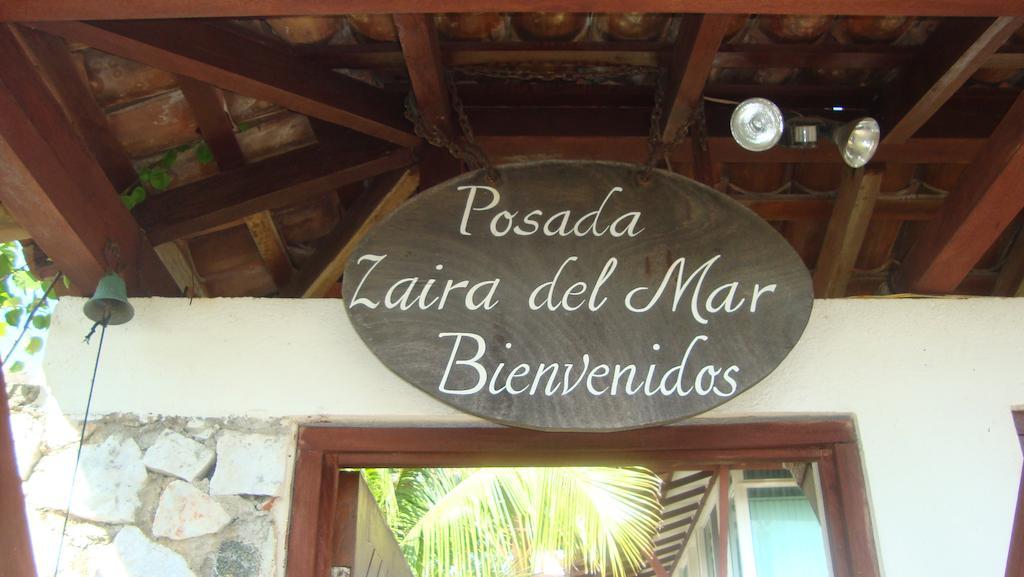 Posada
Zaira del Mar
Bienvenidos